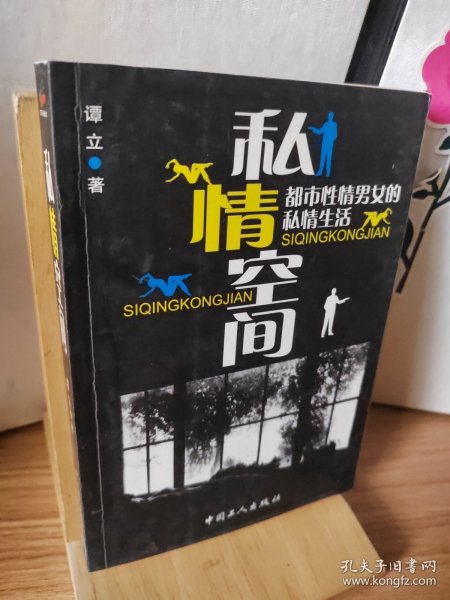 谭立●著
私情空间
都市性情男女的
私情生活
SIQINGKONGJIAN
SIQINGKONGJIAN
中国工人出版社
孔夫子旧书网
www.kongfz.com